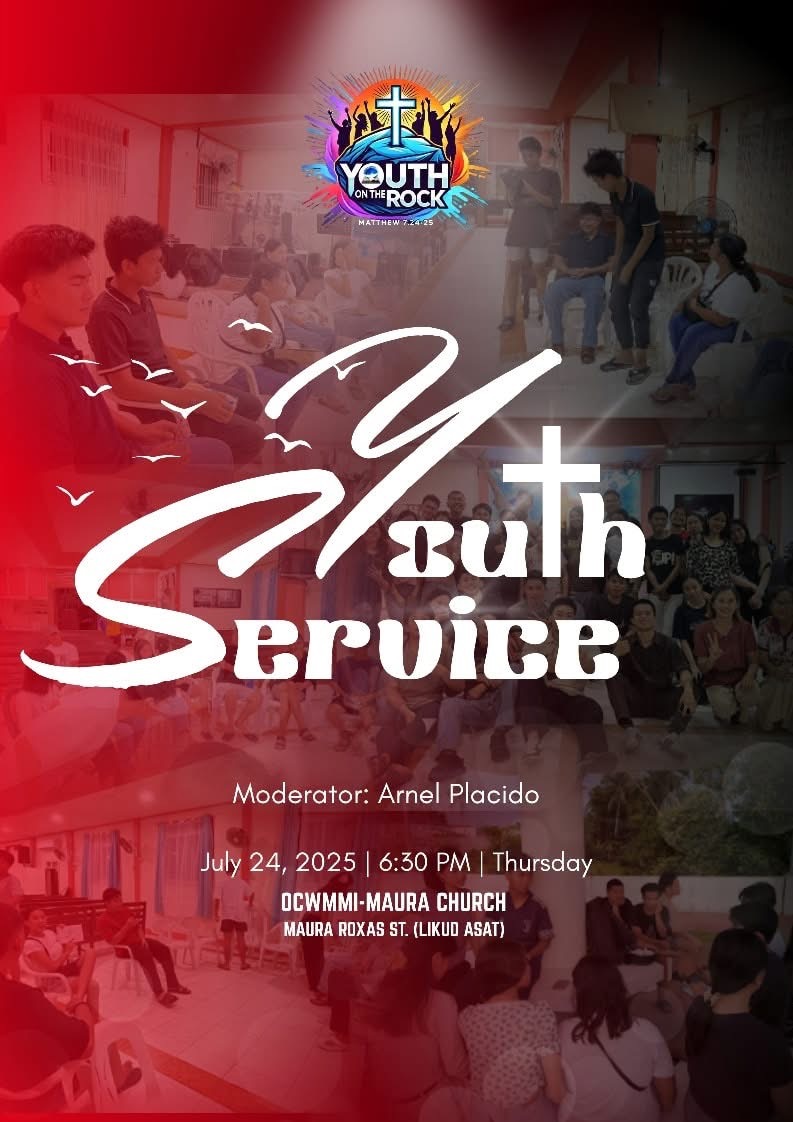 YOUTH
ON THE
ROCK
MATTHEW 7:24-25
Youth
Service
Moderator: Arnel Placido
July 24, 2025 | 6:30 PM | Thursday
OCWMMI-MAURA CHURCH
MAURA ROXAS ST. (LIKUD ASAT)